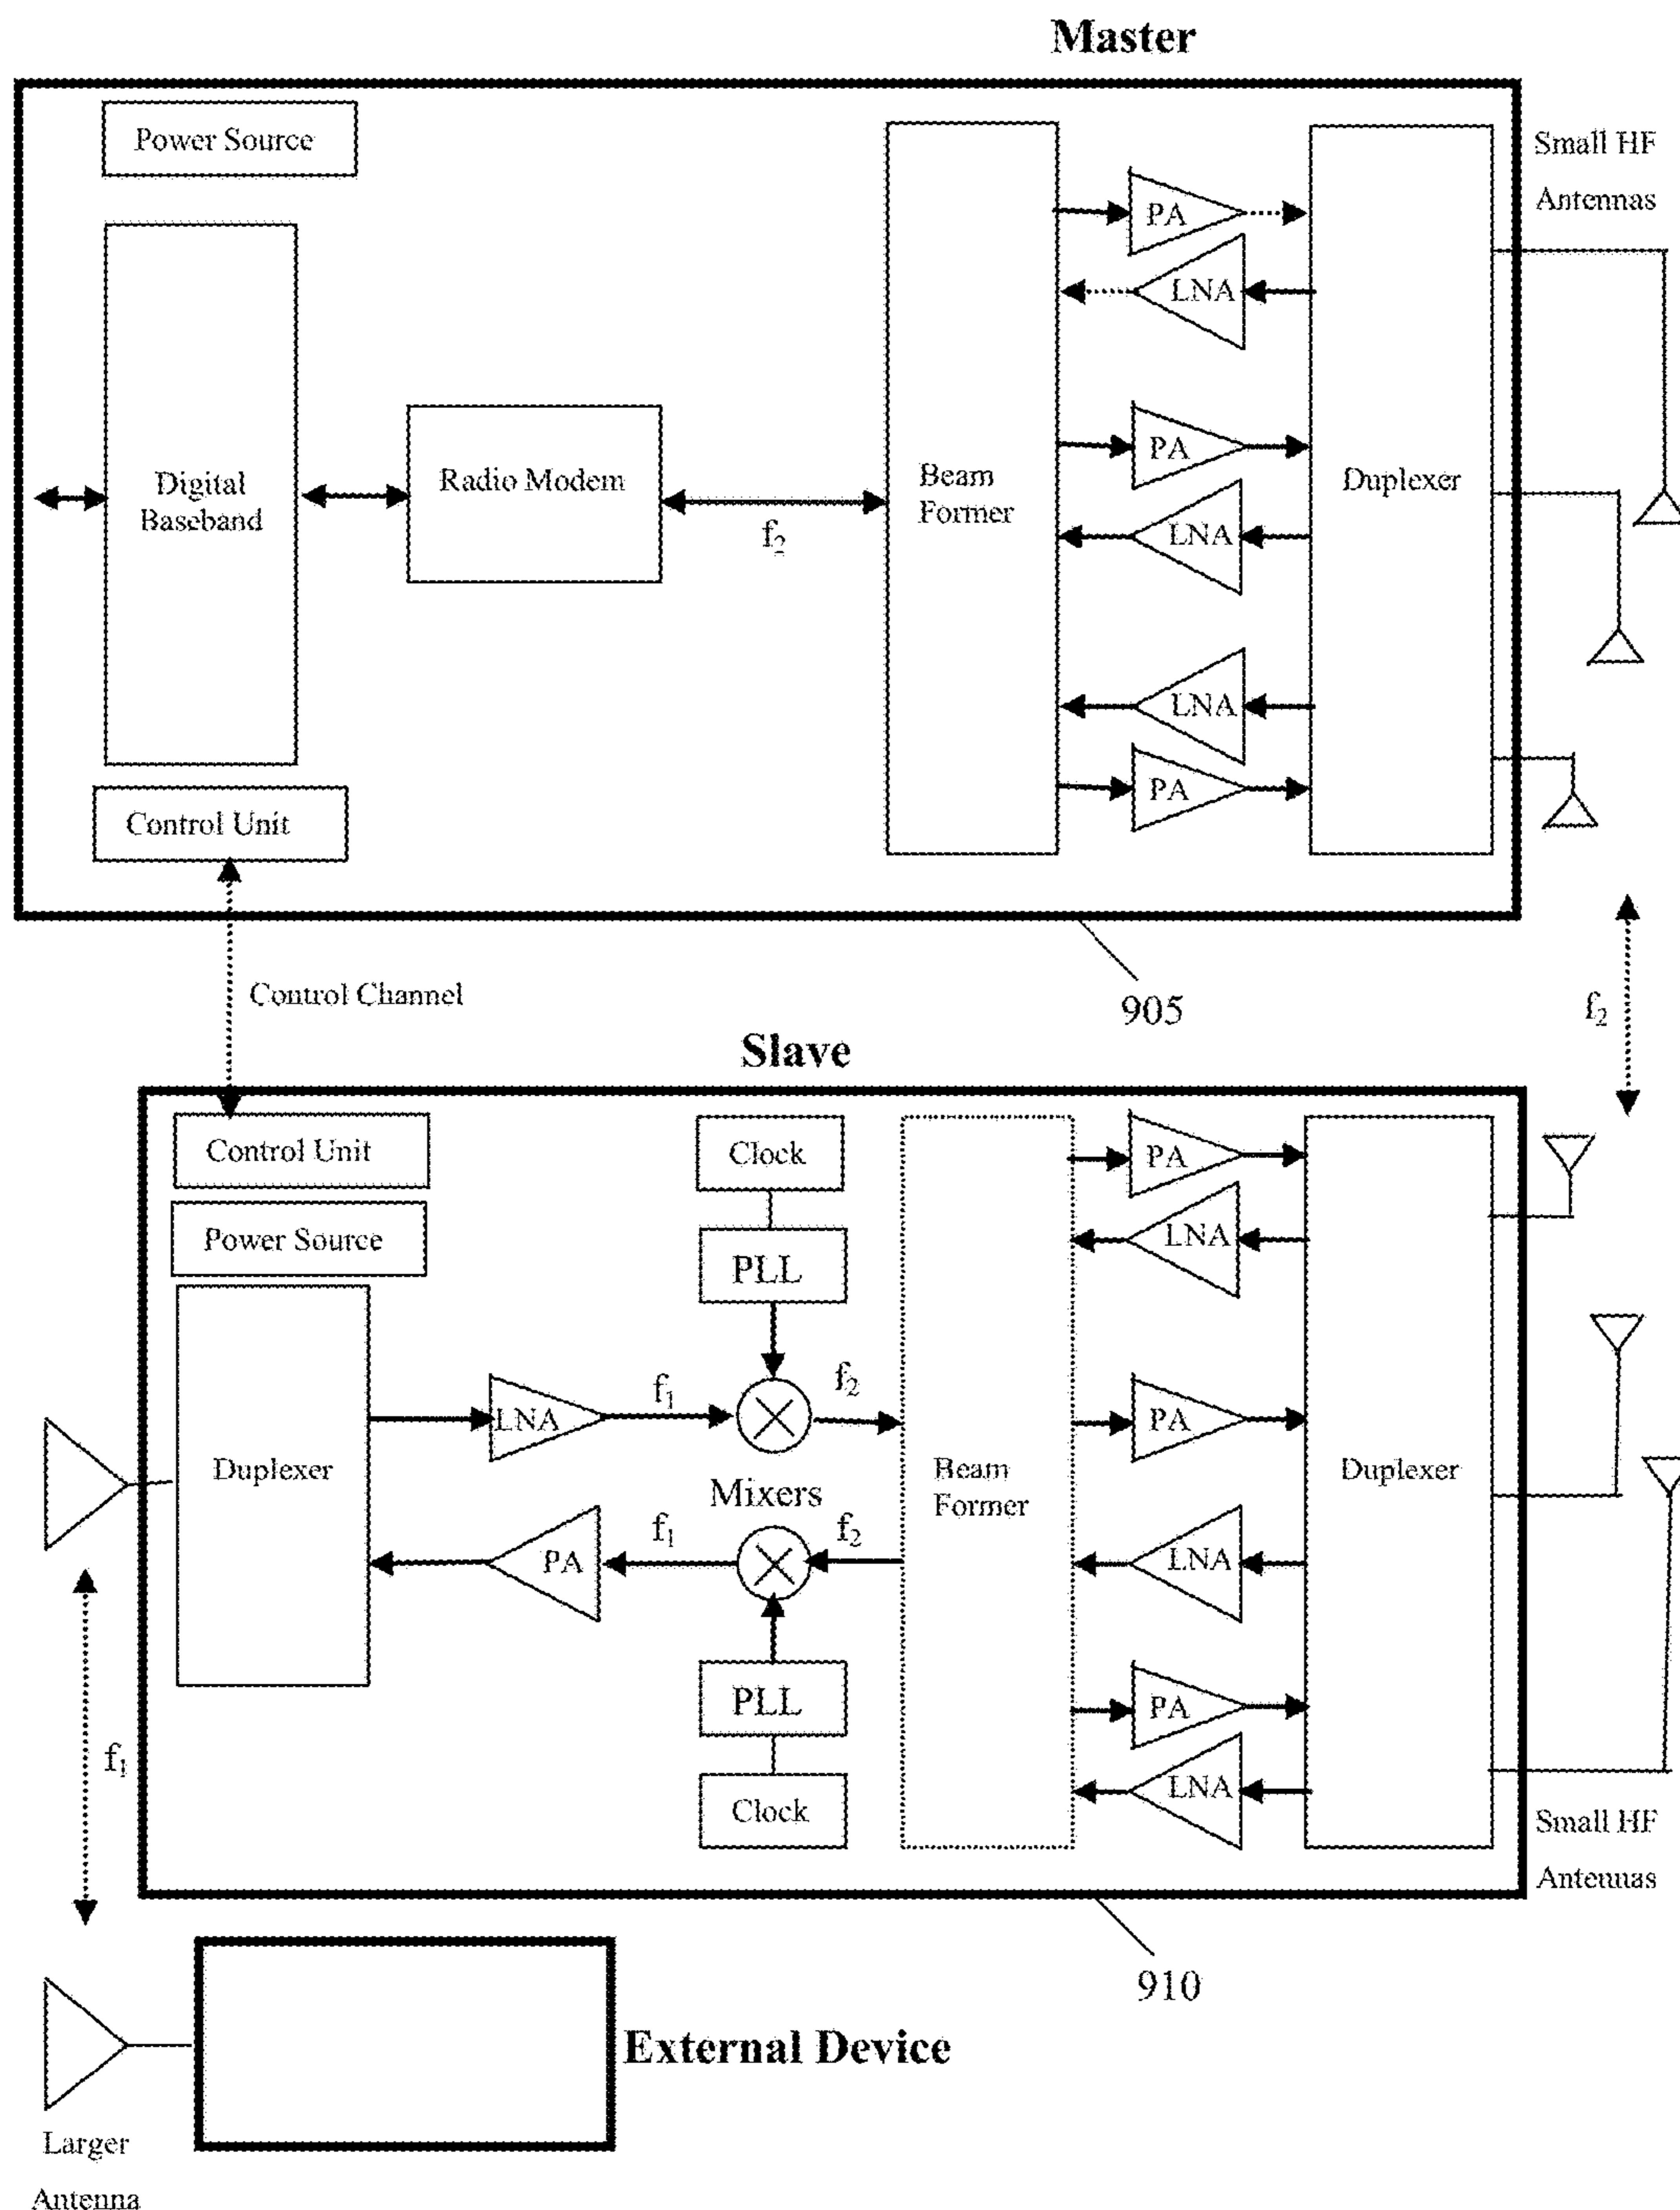 Master
Power Source
Small HF
Antennas
PA
LNA
Digital
Baseband
Radio Modem
f2
Beam
Former
PA
LNA
Duplexer
LNA
PA
Control Unit
Control Channel
905
f2
Slave
Control Unit
Power Source
Clock
PLL
PA
LNA
Duplexer
LNA
f1
f2
Mixers
PA
f1
f2
Beam
Former
PA
LNA
Duplexer
PLL
Clock
PA
LNA
f1
Small HF
Antennas
910
External Device
Larger
Antenna